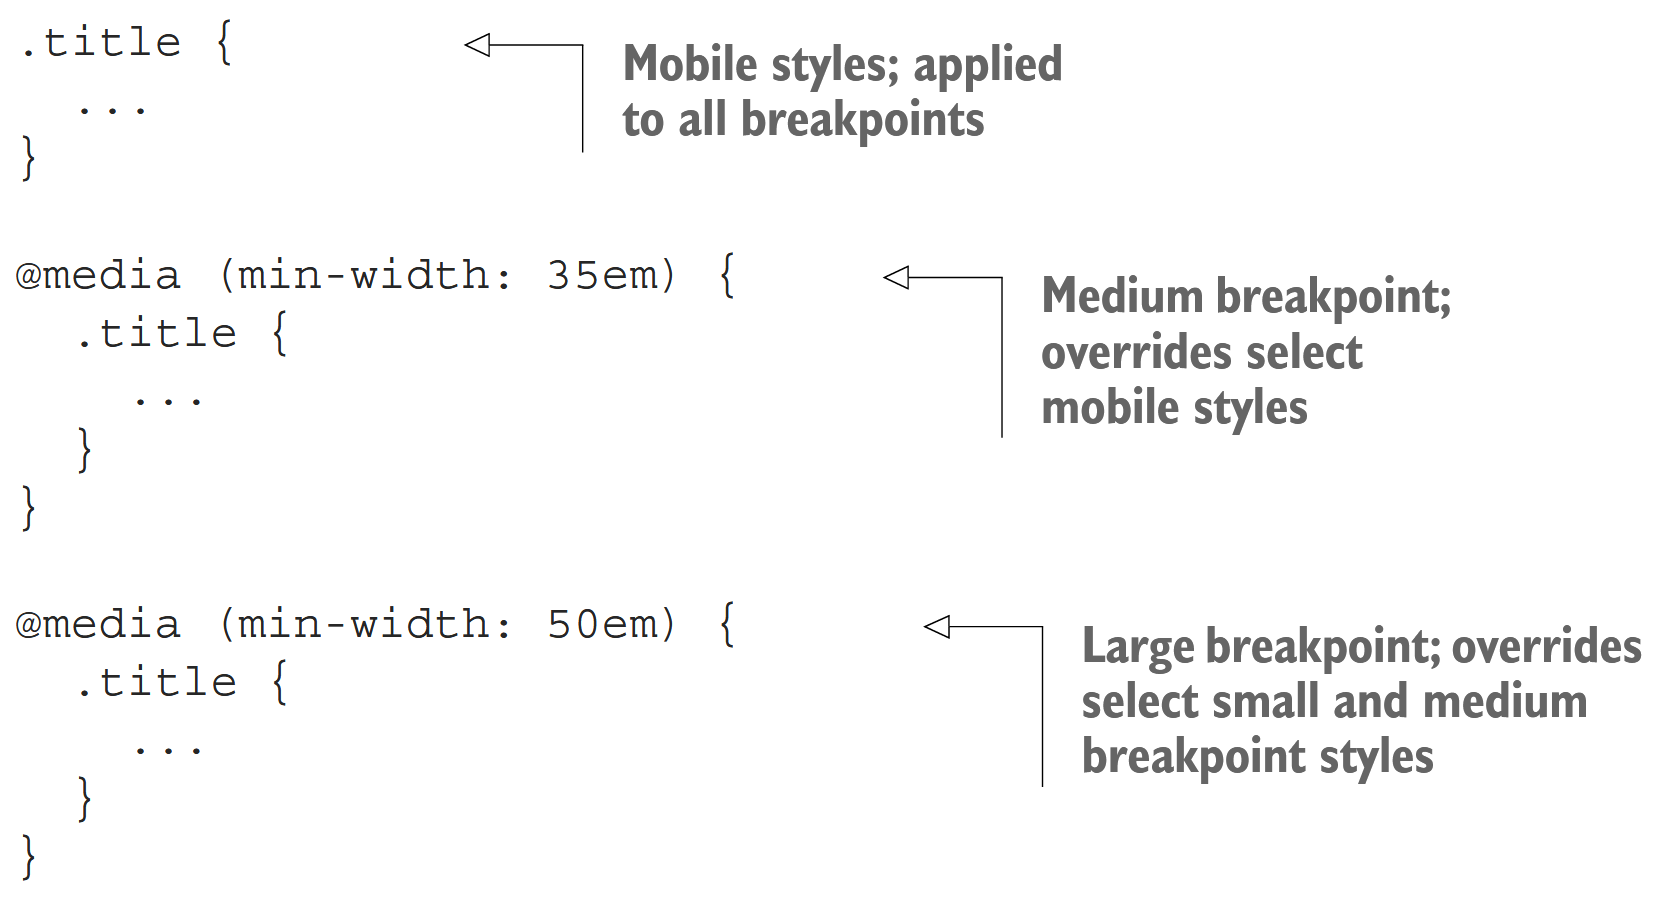 .title {
  ...
}
Mobile styles; applied
to all breakpoints
@media (min-width: 35em) {
  .title {
    ...
  }
}
Medium breakpoint;
overrides select
mobile styles
@media (min-width: 50em) {
  .title {
    ...
  }
}
Large breakpoint; overrides
select small and medium
breakpoint styles